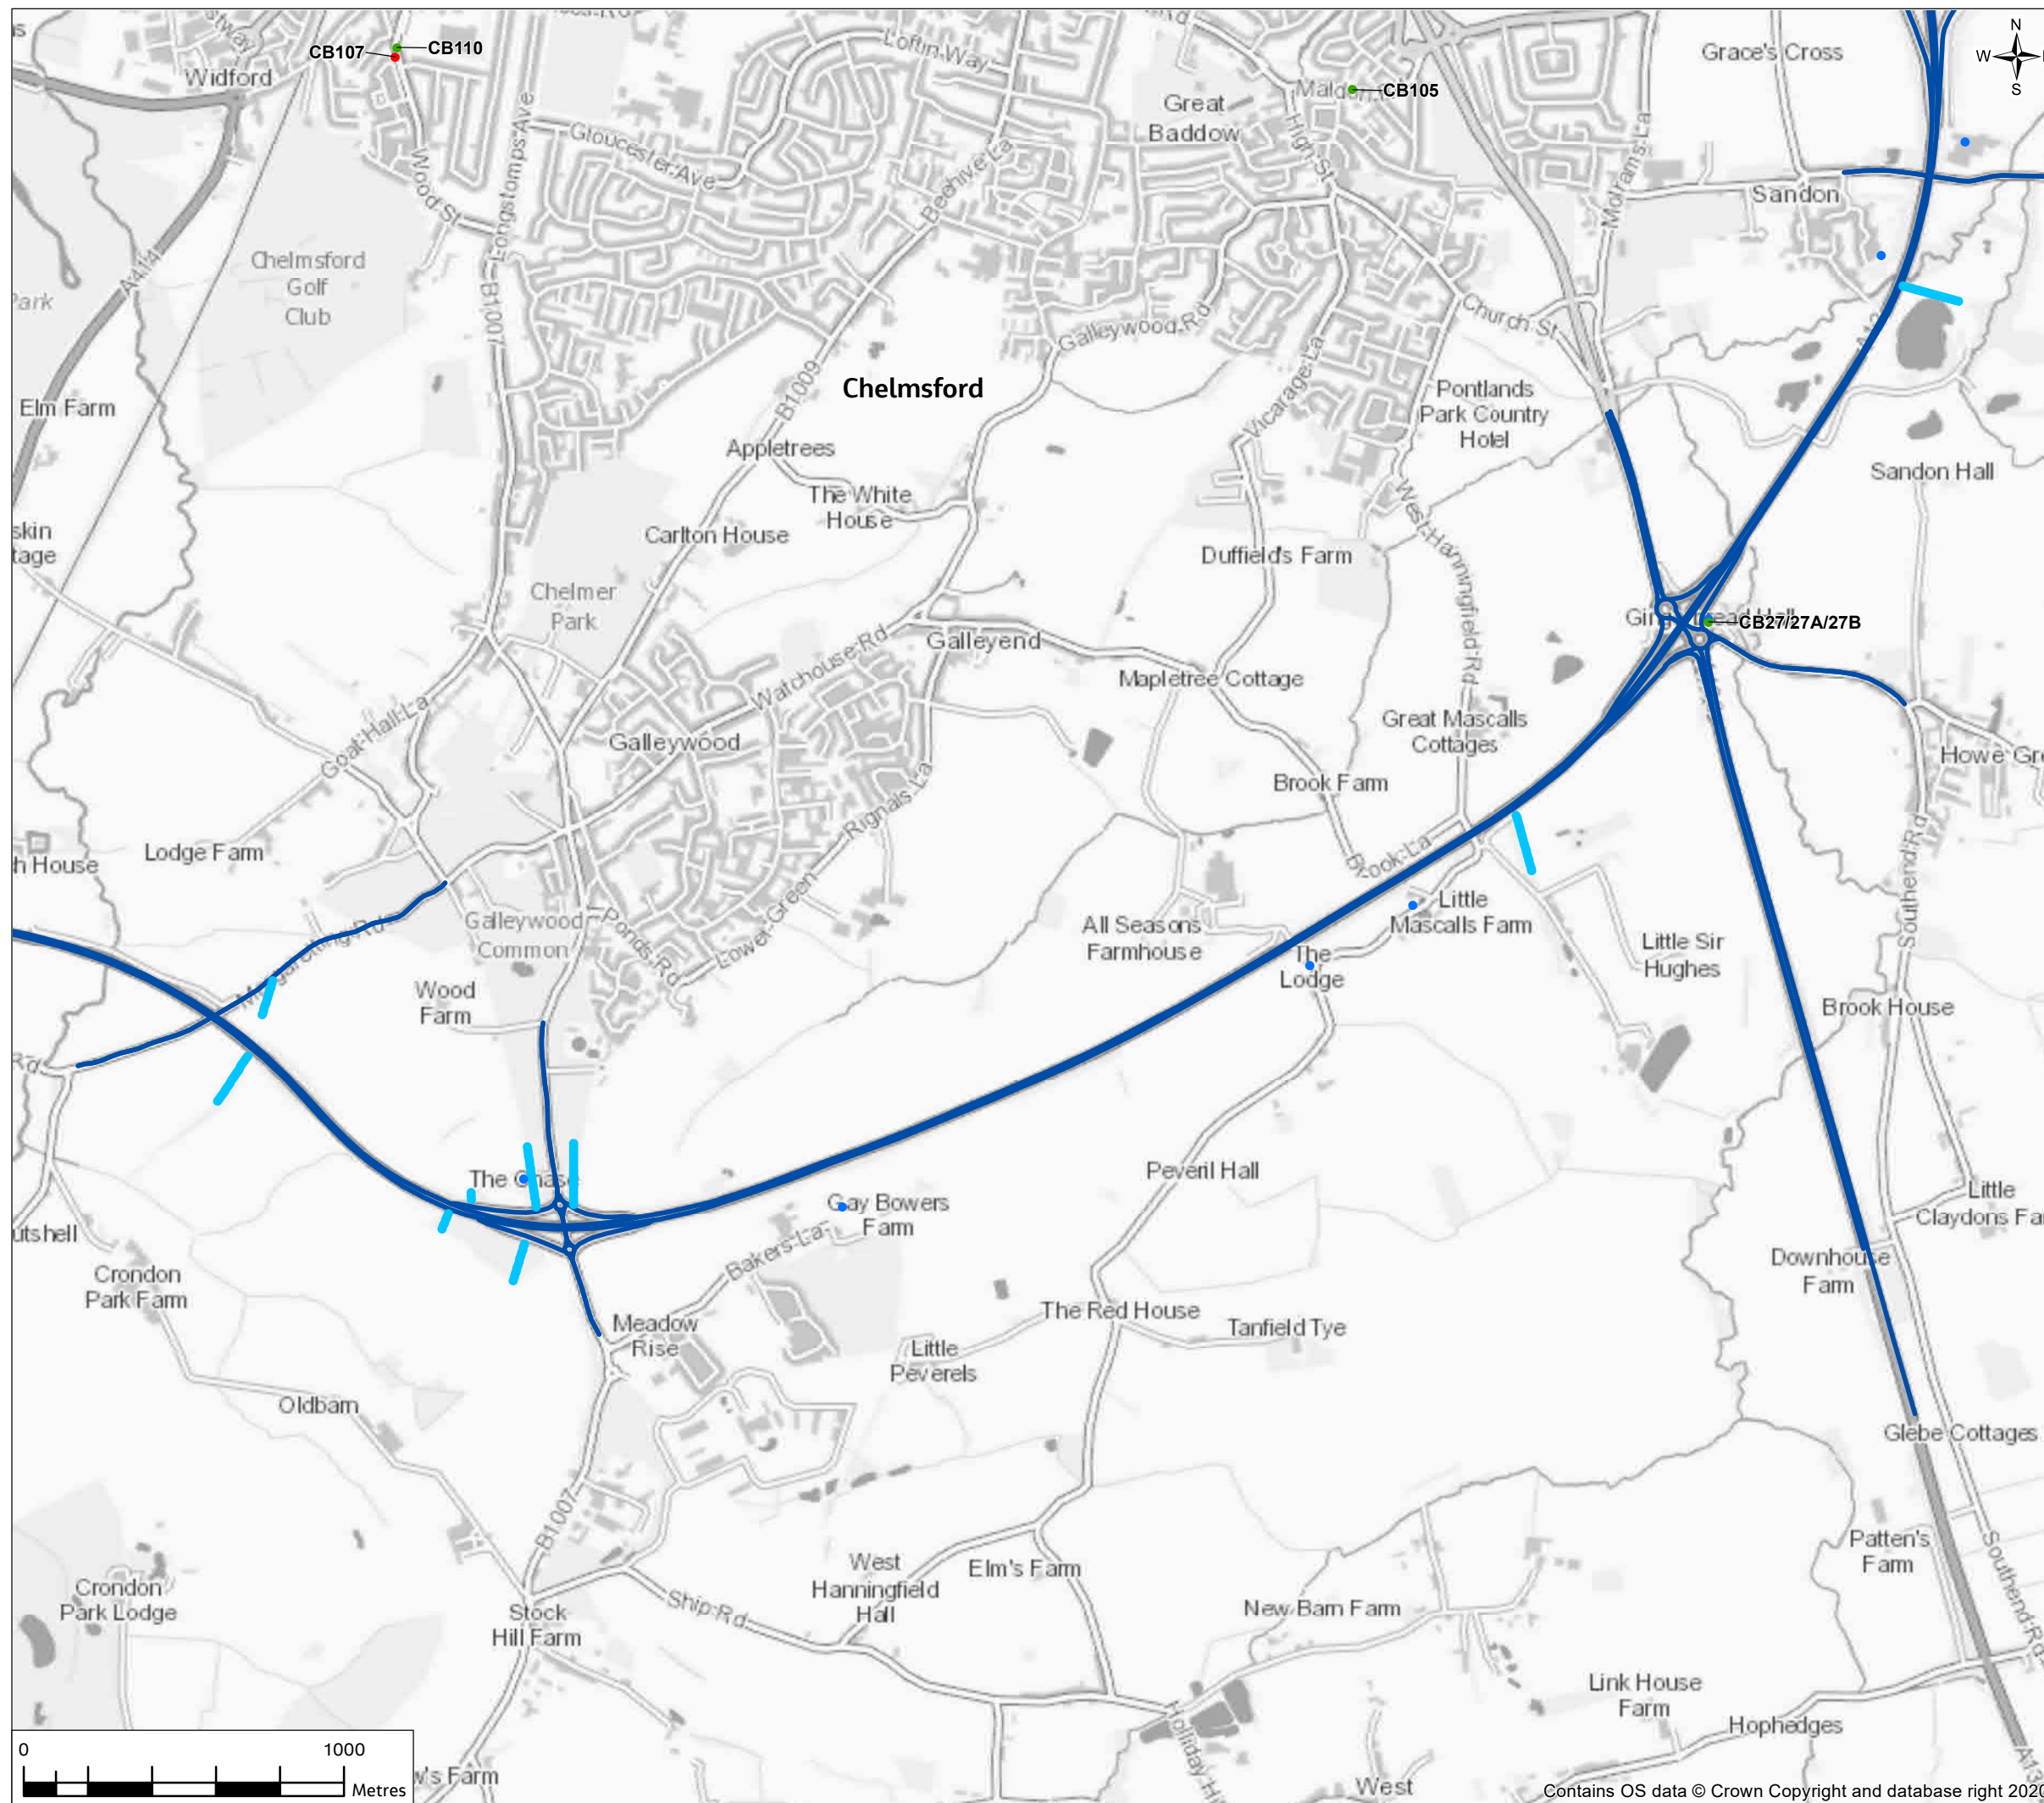 CB107
CB110
Widford
Loftin Way
Grace's Cross
N
W
S
Great
Baddow
CB105
High St
Gloucester Ave
Longstomps Ave
Beehive La
Motrams La
Wood St
Sandon
Chelmsford
Golf
Club
A414
Park
B1007
Galleywood Rd
Church St
Vicarage La
Chelmsford
B1009
Elm Farm
Pontlands
Park Country
Hotel
Appletrees
Sandon Hall
The White
House
Carlton House
skin
tage
Duffield's Farm
West Hanningfield Rd
Chelmer
Park
CB27/27A/27B
Galleyend
Watchouse Rd
Mapletree Cottage
Goat Hall La
Galleywood
Great Mascalls
Cottages
Howe Gre
Brook Farm
Rignals La
Lodge Farm
h House
Brook La
Southend Rd
Little
Mascalls Farm
Galleywood
Common
Ponds Rd
Lower Green
All Seasons
Farmhouse
Little Sir
Hughes
The
Lodge
Wood
Farm
Brook House
Rd
The Chase
Peveril Hall
Little
Claydons Fa
Gay Bowers
Farm
Bakers La
utshell
Downhouse
Farm
Crondon
Park Farm
The Red House
Meadow
Rise
Tanfield Tye
Little
Peverels
Oldbarn
Glebe Cottages
B1007
Patten's
Farm
West
Hanningfield
Hall
Elm's Farm
Southend Rd
Crondon
Park Lodge
Ship Rd
New Barn Farm
Stock
Hill Farm
Link House
Farm
Hophedges
0
1000
Metres
w's Farm
West
A13
Contains OS data © Crown Copyright and database right 2020